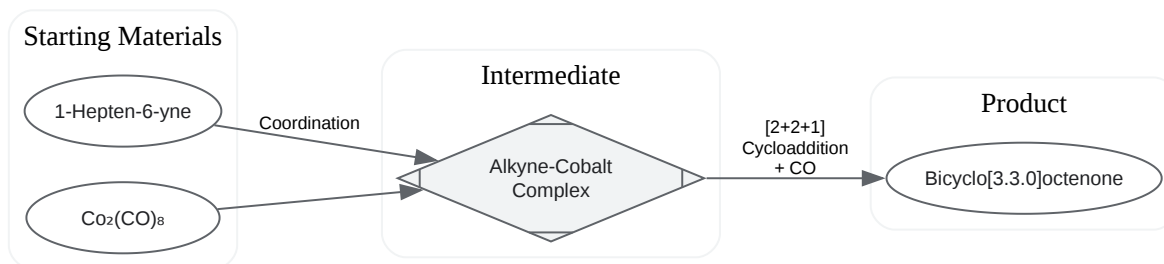 Starting Materials
1-Hepten-6-yne
Co₂(CO)₈
Coordination
Intermediate
Alkyne-Cobalt
Complex
[2+2+1]
Cycloaddition
+ CO
Product
Bicyclo[3.3.0]octenone